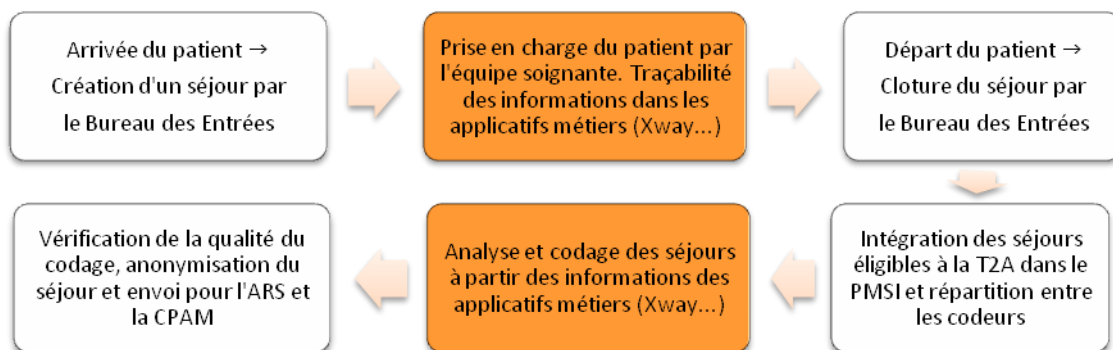 Arrivée du patient →
Création d'un séjour par
le Bureau des Entrées
Prise en charge du patient par
l'équipe soignante. Traçabilité
des informations dans les
applicatifs métiers (Xway...)
Départ du patient →
Cloture du séjour par
le Bureau des Entrées
Intégration des séjours
éligibles à la T2A dans le
PMSI et répartition entre
les codeurs
Analyse et codage des séjours
à partir des informations des
applicatifs métiers (Xway...)
Vérification de la qualité du
codage, anonymisation du
séjour et envoi pour l'ARS et
la CPAM